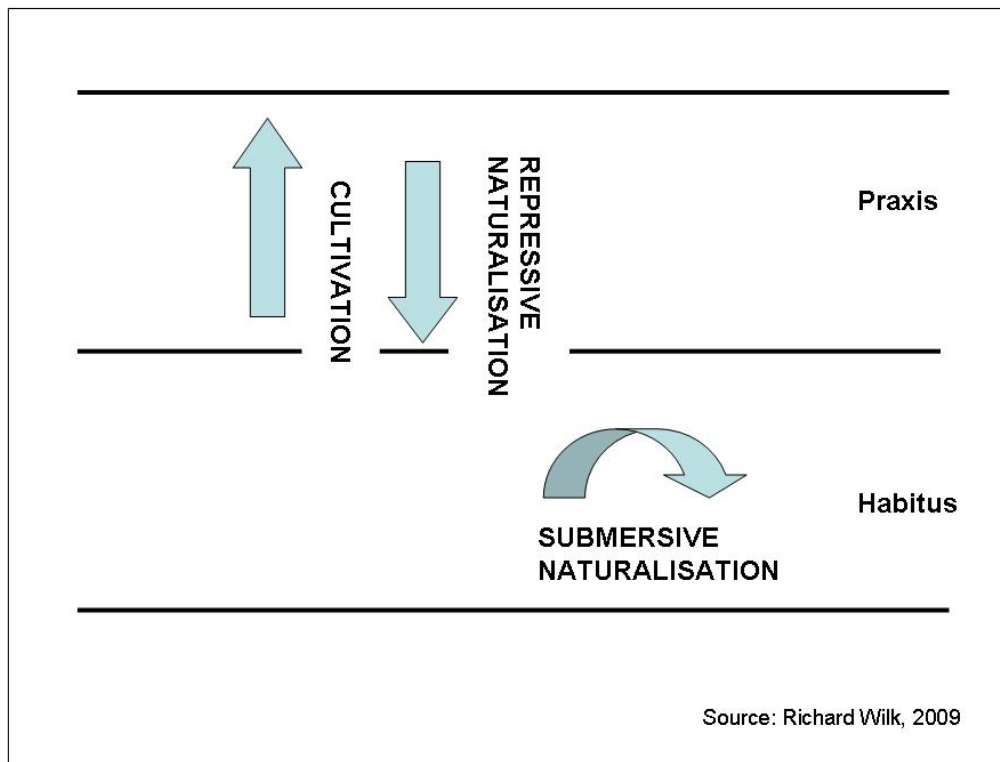 CULTIVATION
REPRESSIVE
NATURALISATION
Praxis
SUBMERSIVE
NATURALISATION
Habitus
Source: Richard Wilk, 2009